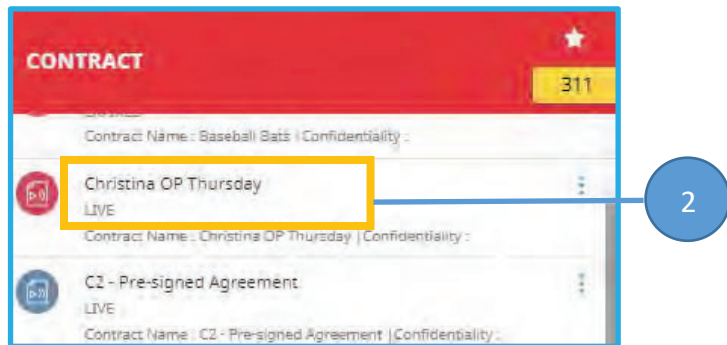 CONTRACT
311
Contract Name : Baseball Bats | Confidentiality :
Christina OP Thursday
LIVE
Contract Name : Christina OP Thursday | Confidentiality :
2
C2 - Pre-signed Agreement
LIVE
Contract Name : C2 - Pre-signed Agreement | Confidentiality :